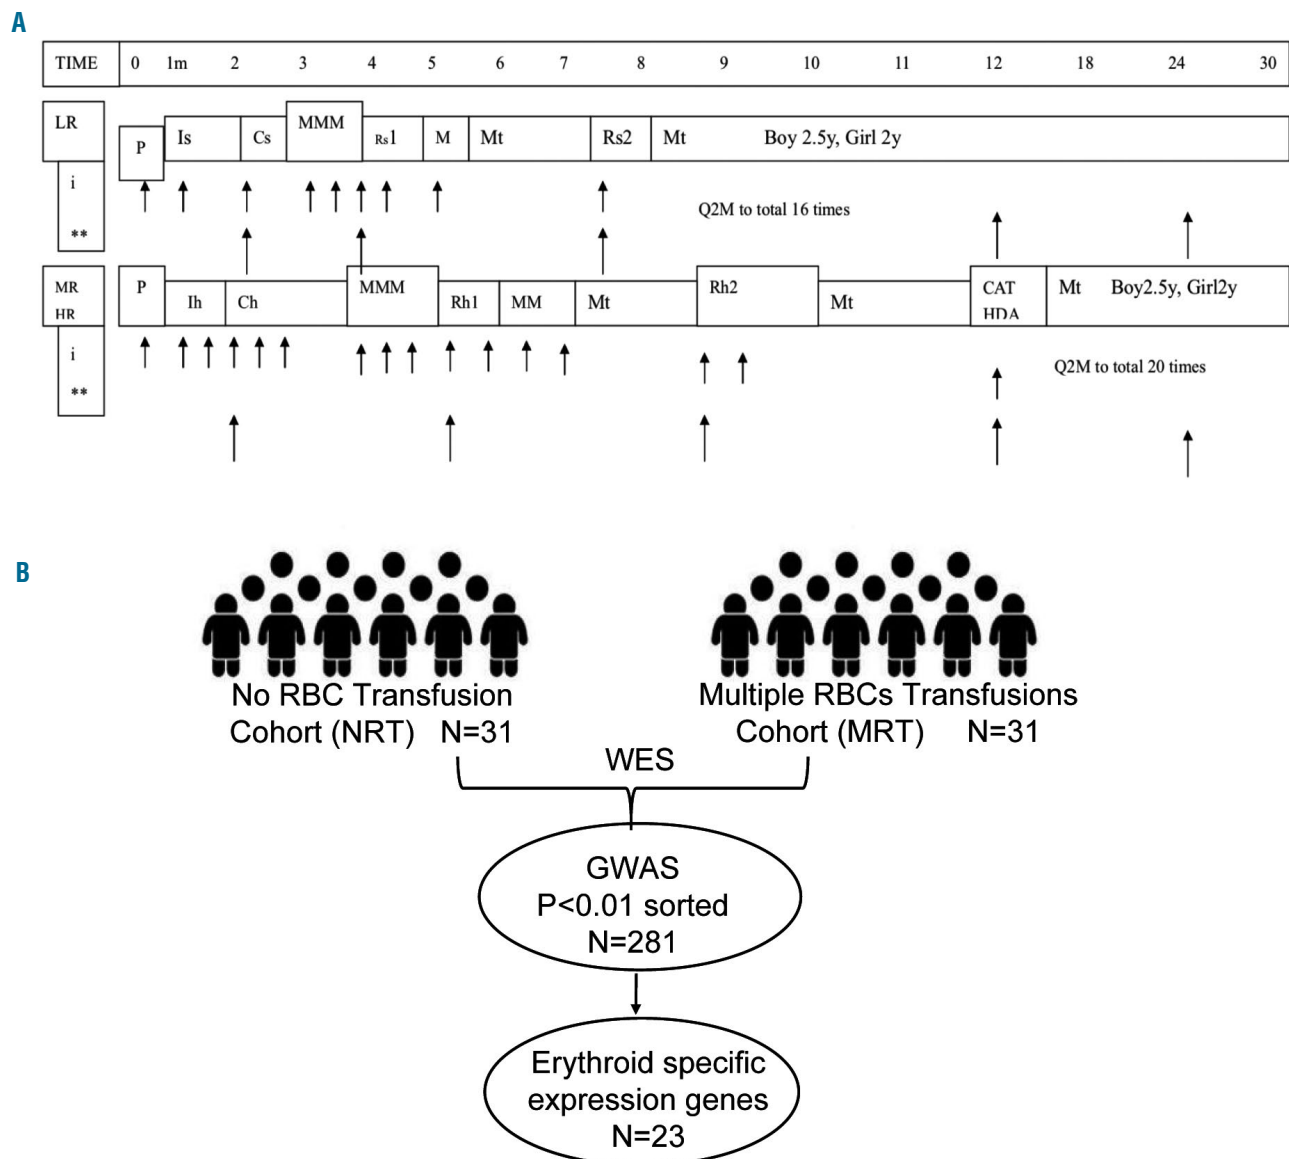 A
TIME 0 1m 2 3 4 5 6 7 8 9 10 11 12 18 24 30
LR P Is Cs MMM Rs1 M Mt Rs2 Mt Boy 2.5y, Girl 2y
i
Q2M to total 16 times
**
MR
HR P Ih Ch MMM Rh1 MM Mt Rh2 Mt CAT
HDA Mt Boy2.5y, Girl2y
i
Q2M to total 20 times
**
B
No RBC Transfusion
Cohort (NRT) N=31
Multiple RBCs Transfusions
Cohort (MRT) N=31
WES
GWAS
P<0.01 sorted
N=281
Erythroid specific
expression genes
N=23